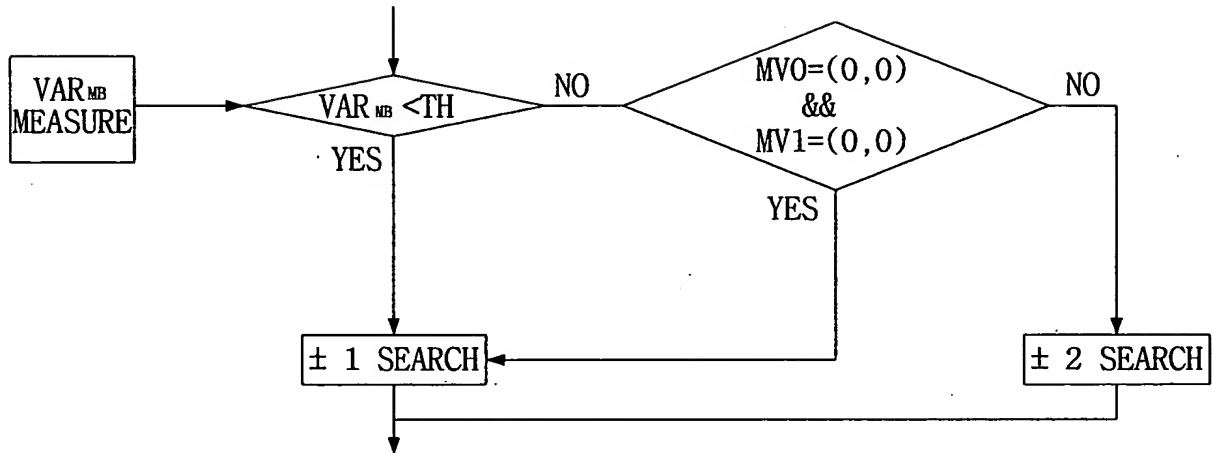 VAR MB
MEASURE
VAR MB <TH
NO
YES
MV0=(0,0)
&&
MV1=(0,0)
NO
YES
± 1 SEARCH
± 2 SEARCH